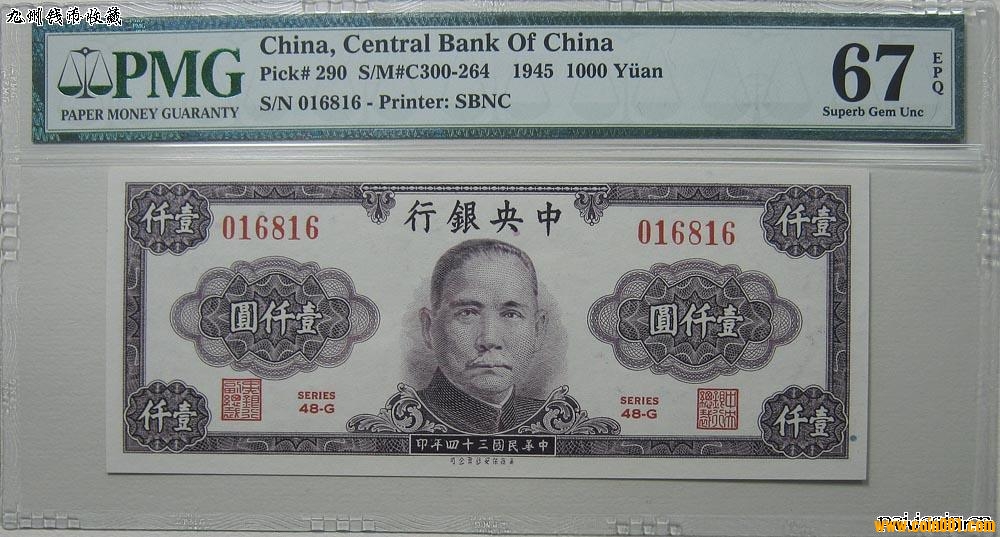 九州钱币收藏
PMG
PAPER MONEY GUARANTY
China, Central Bank Of China
Pick# 290 S/M#C300-264 1945 1000 Yüan
S/N 016816 - Printer: SBNC
67
EPQ
Superb Gem Unc
行銀央中
仟壹
016816
016816
仟壹
圓仟壹
圓仟壹
SERIES
48-G
SERIES
48-G
仟壹
仟壹
印年四十三國民華中